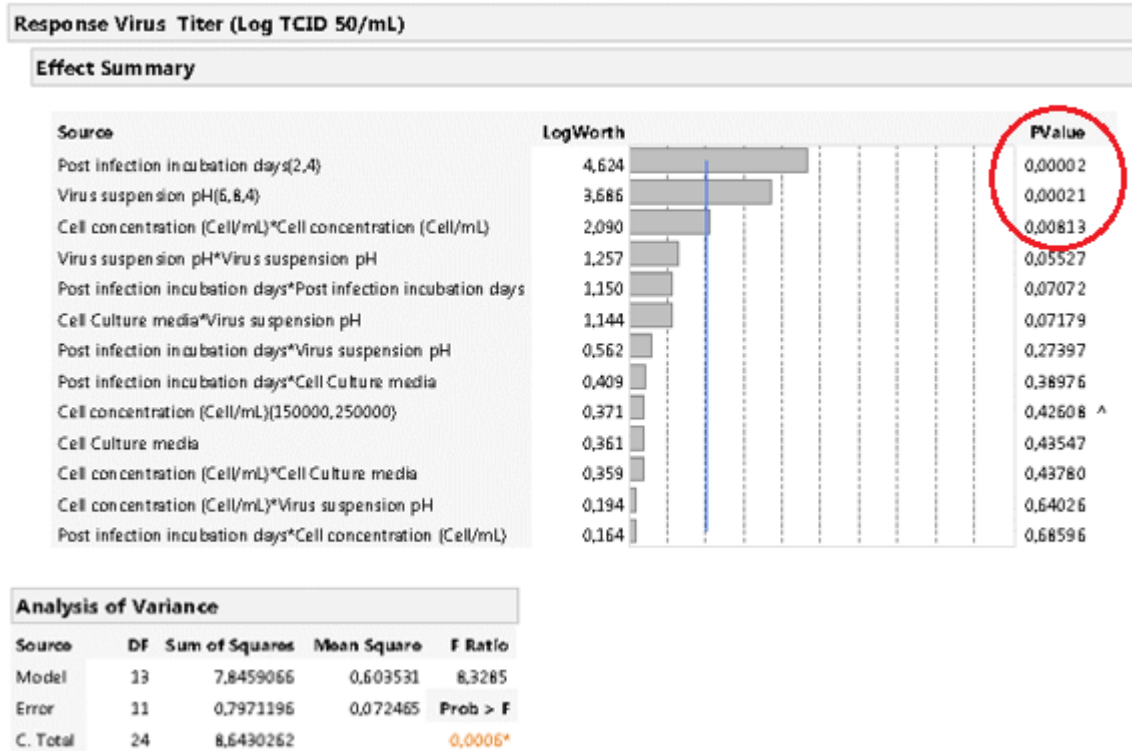 Response Virus Titer (Log TCID 50/mL)
Effect Summary
Source LogWorth PValue
Post infection incubation days(2,4) 4,624 0,00002
Virus suspension pH(6,8,4) 3,686 0,00021
Cell concentration (Cell/mL)*Cell concentration (Cell/mL) 2,090 0,00813
Virus suspension pH*Virus suspension pH 1,257 0,05527
Post infection incubation days*Post infection incubation days 1,150 0,07072
Cell Culture media*Virus suspension pH 1,144 0,07179
Post infection incubation days*Virus suspension pH 0,562 0,27397
Post infection incubation days*Cell Culture media 0,409 0,38976
Cell concentration (Cell/mL)(150000,250000) 0,371 0,42608 ^
Cell Culture media 0,361 0,43547
Cell concentration (Cell/mL)*Cell Culture media 0,359 0,43780
Cell concentration (Cell/mL)*Virus suspension pH 0,194 0,64026
Post infection incubation days*Cell concentration (Cell/mL) 0,164 0,68596
Analysis of Variance
Source DF Sum of Squares Mean Square F Ratio
Model 13 7,8459066 0,603531 8,3285
Error 11 0,7971196 0,072465 Prob > F
C. Total 24 8,6430262 0,0006*